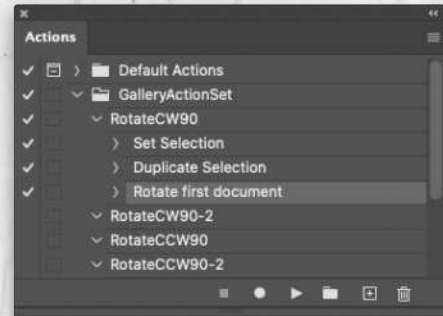 Actions
Default Actions
GalleryActionSet
RotateCW90
Set Selection
Duplicate Selection
Rotate first document
RotateCW90-2
RotateCCW90
RotateCCW90-2